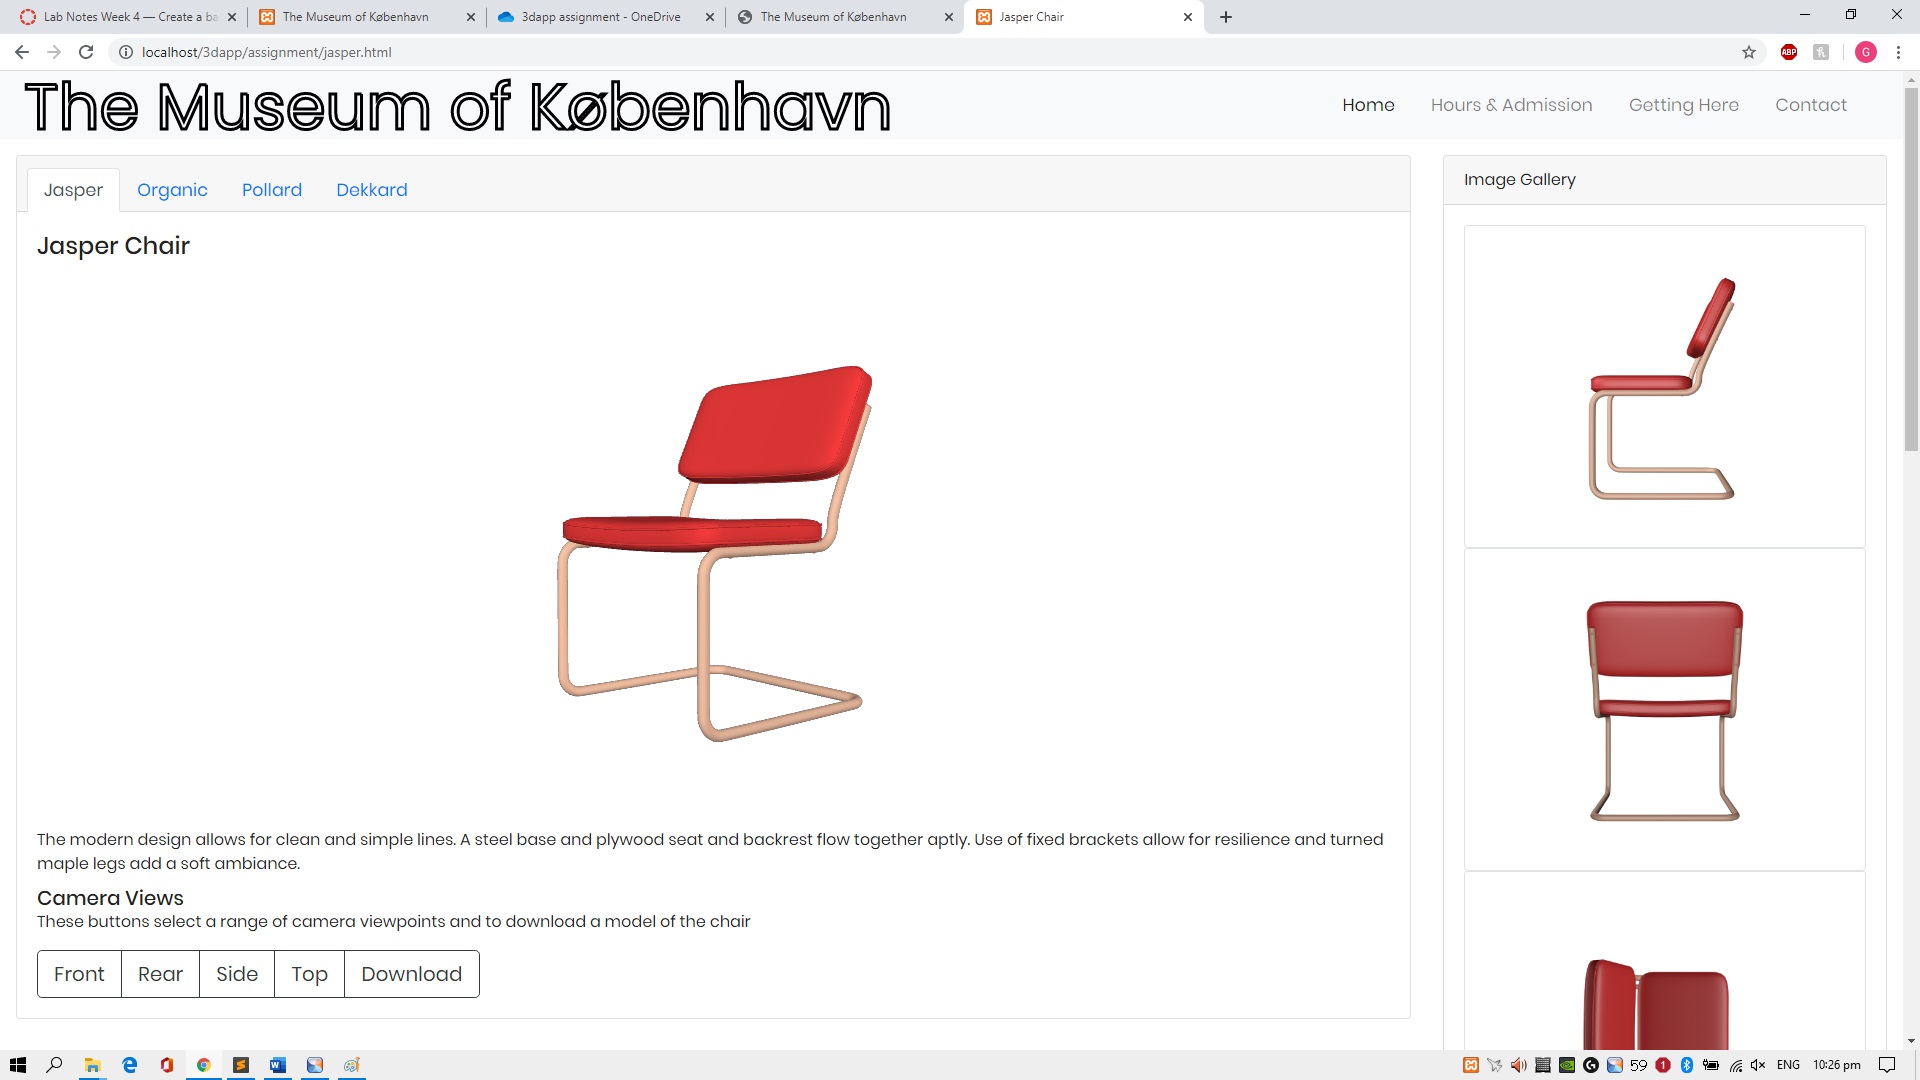 Lab Notes Week 4 — Create a ba
The Museum of København
3dapp assignment - OneDrive
The Museum of København
Jasper Chair
localhost/3dapp/assignment/jasper.html
ABP
G
The Museum of København
Home Hours & Admission Getting Here Contact
Jasper Organic Pollard Dekkard
Jasper Chair
The modern design allows for clean and simple lines. A steel base and plywood seat and backrest flow together aptly. Use of fixed brackets allow for resilience and turned
maple legs add a soft ambiance.
Camera Views
These buttons select a range of camera viewpoints and to download a model of the chair
Front Rear Side Top Download
Image Gallery
59
ENG
10:26 pm